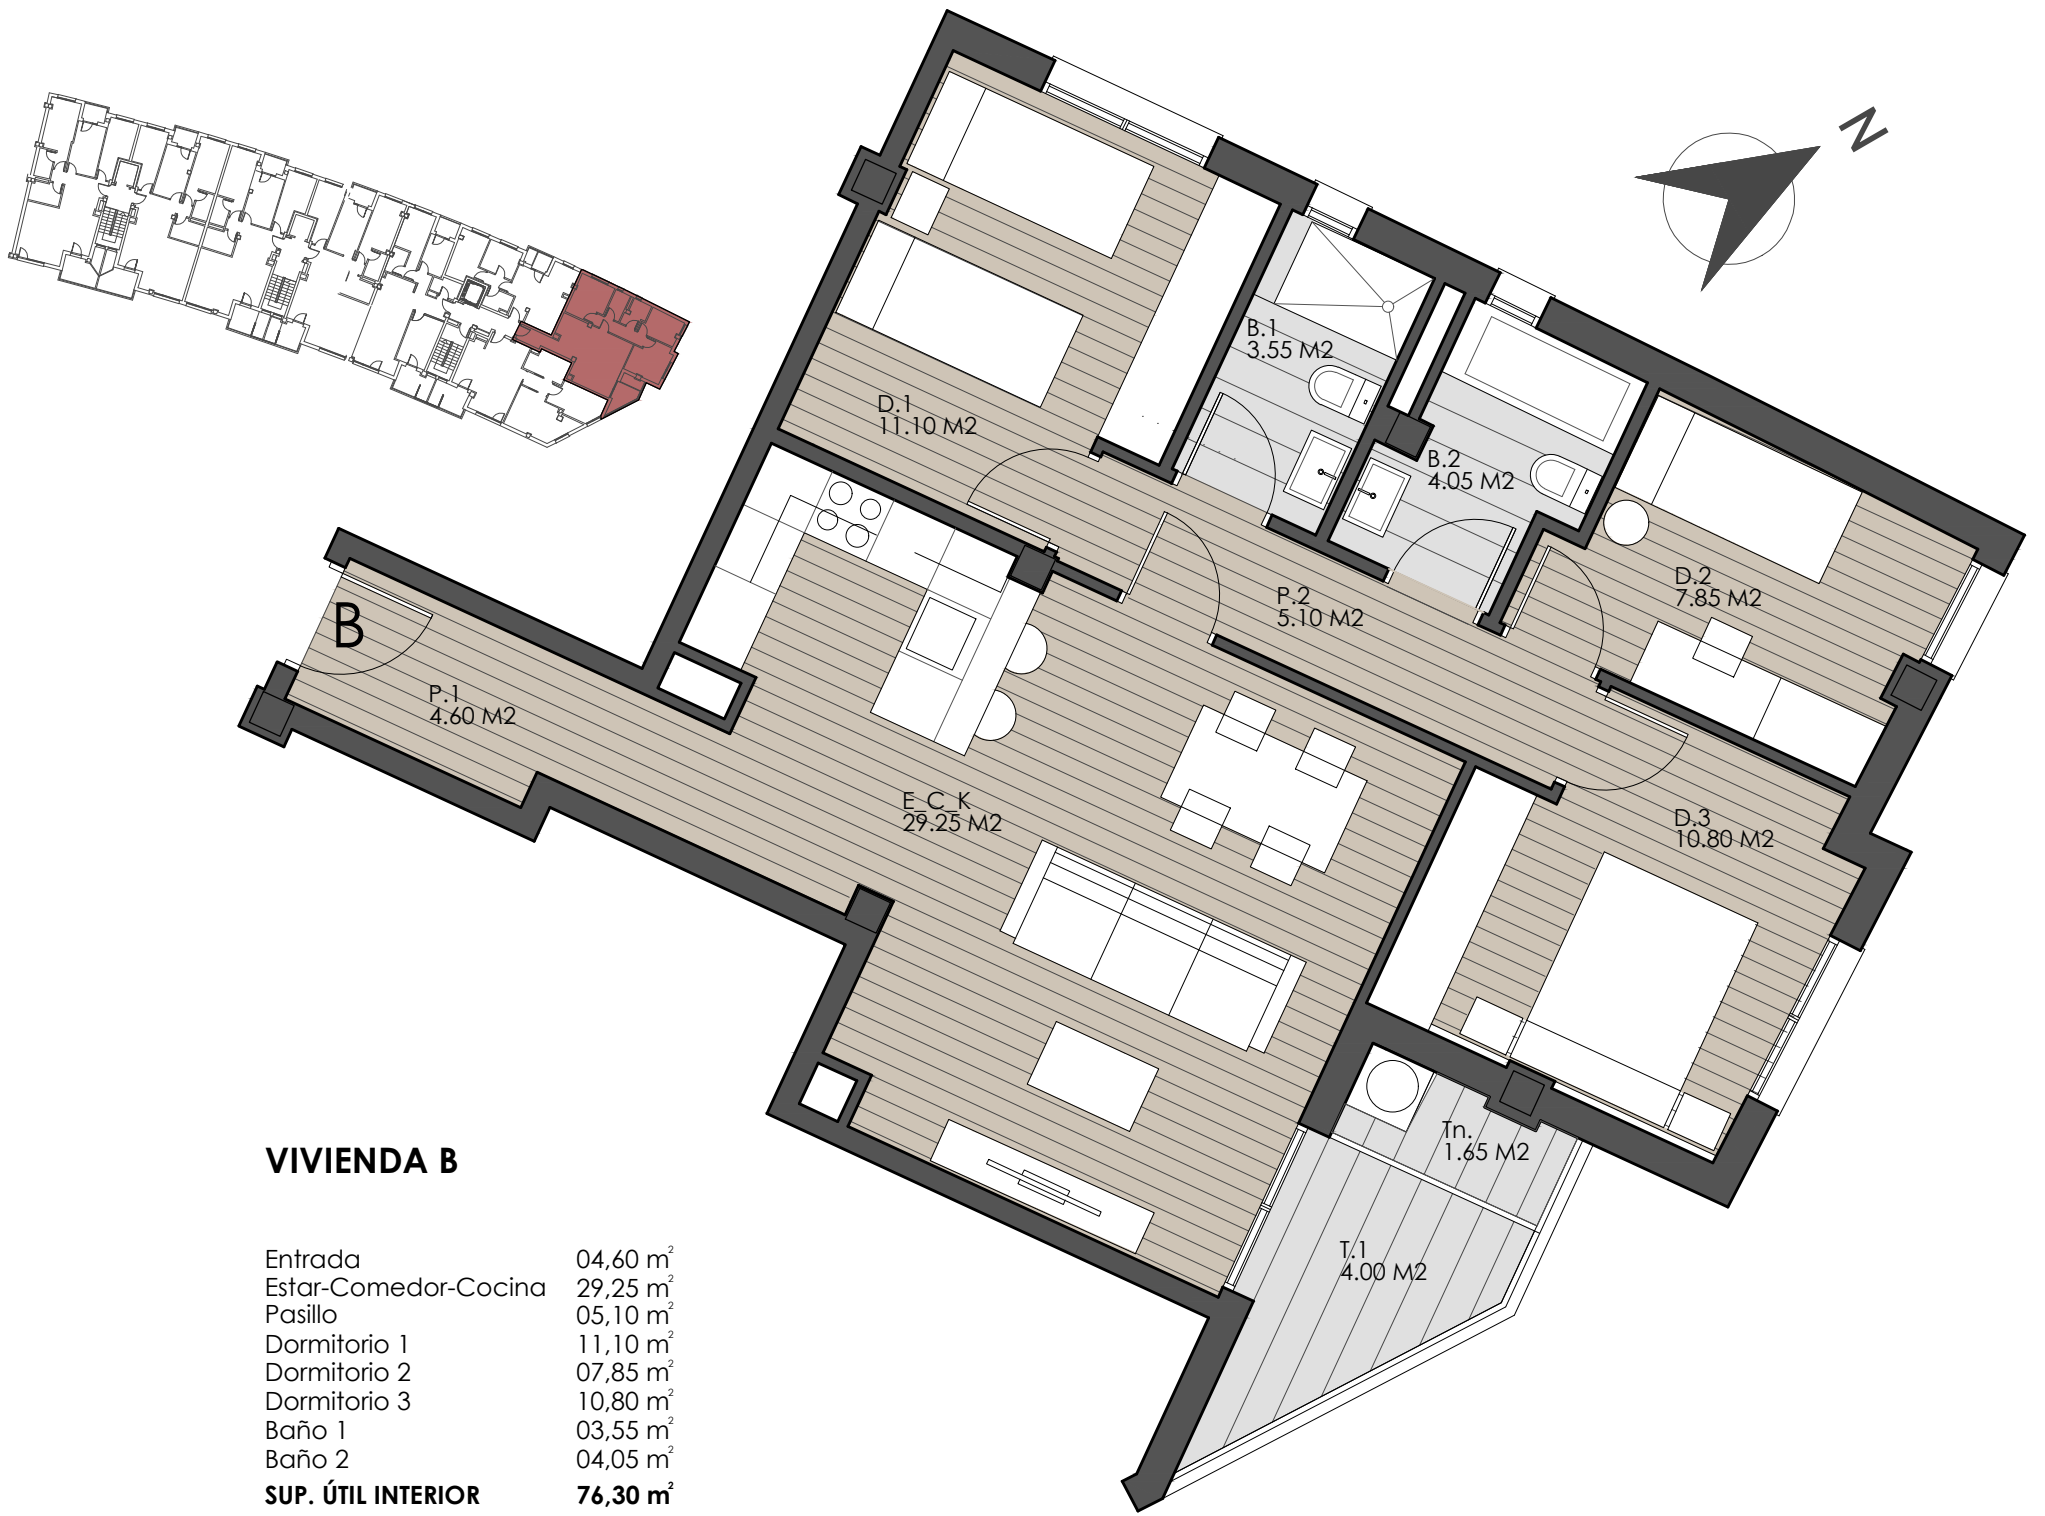 N
B.1
3.55 M2
D.1
11.10 M2
B.2
4.05 M2
D.2
7.85 M2
P.2
5.10 M2
B
P.1
4.60 M2
E_C_K
29.25 M2
D.3
10.80 M2
Tn.
1.65 M2
T.1
4.00 M2
VIVIENDA B
Entrada 04,60 m²
Estar-Comedor-Cocina 29,25 m²
Pasillo 05,10 m²
Dormitorio 1 11,10 m²
Dormitorio 2 07,85 m²
Dormitorio 3 10,80 m²
Baño 1 03,55 m²
Baño 2 04,05 m²
SUP. ÚTIL INTERIOR 76,30 m²